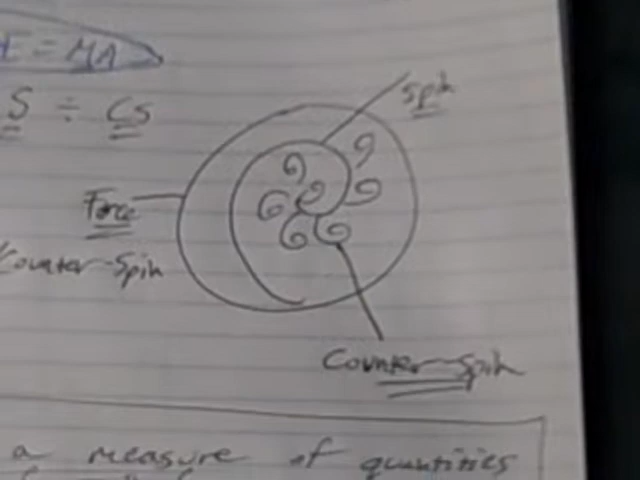 = MA
S ÷ CS
Spin
Force
Counter-Spin
Counter-Spin
a measure of quantities